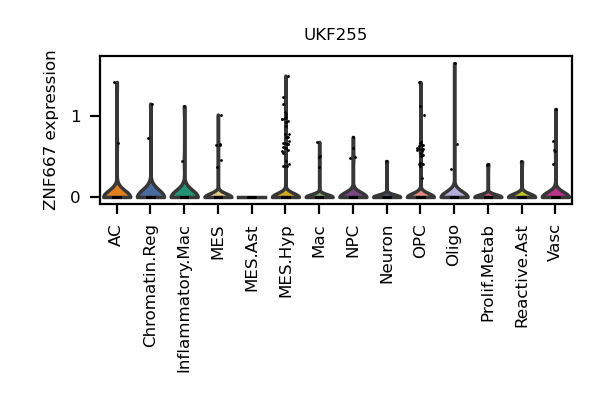 UKF255
ZNF667 expression
1
0
AC
Chromatin.Reg
Inflammatory.Mac
MES
MES.Ast
MES.Hyp
Mac
NPC
Neuron
OPC
Oligo
Prolif.Metab
Reactive.Ast
Vasc